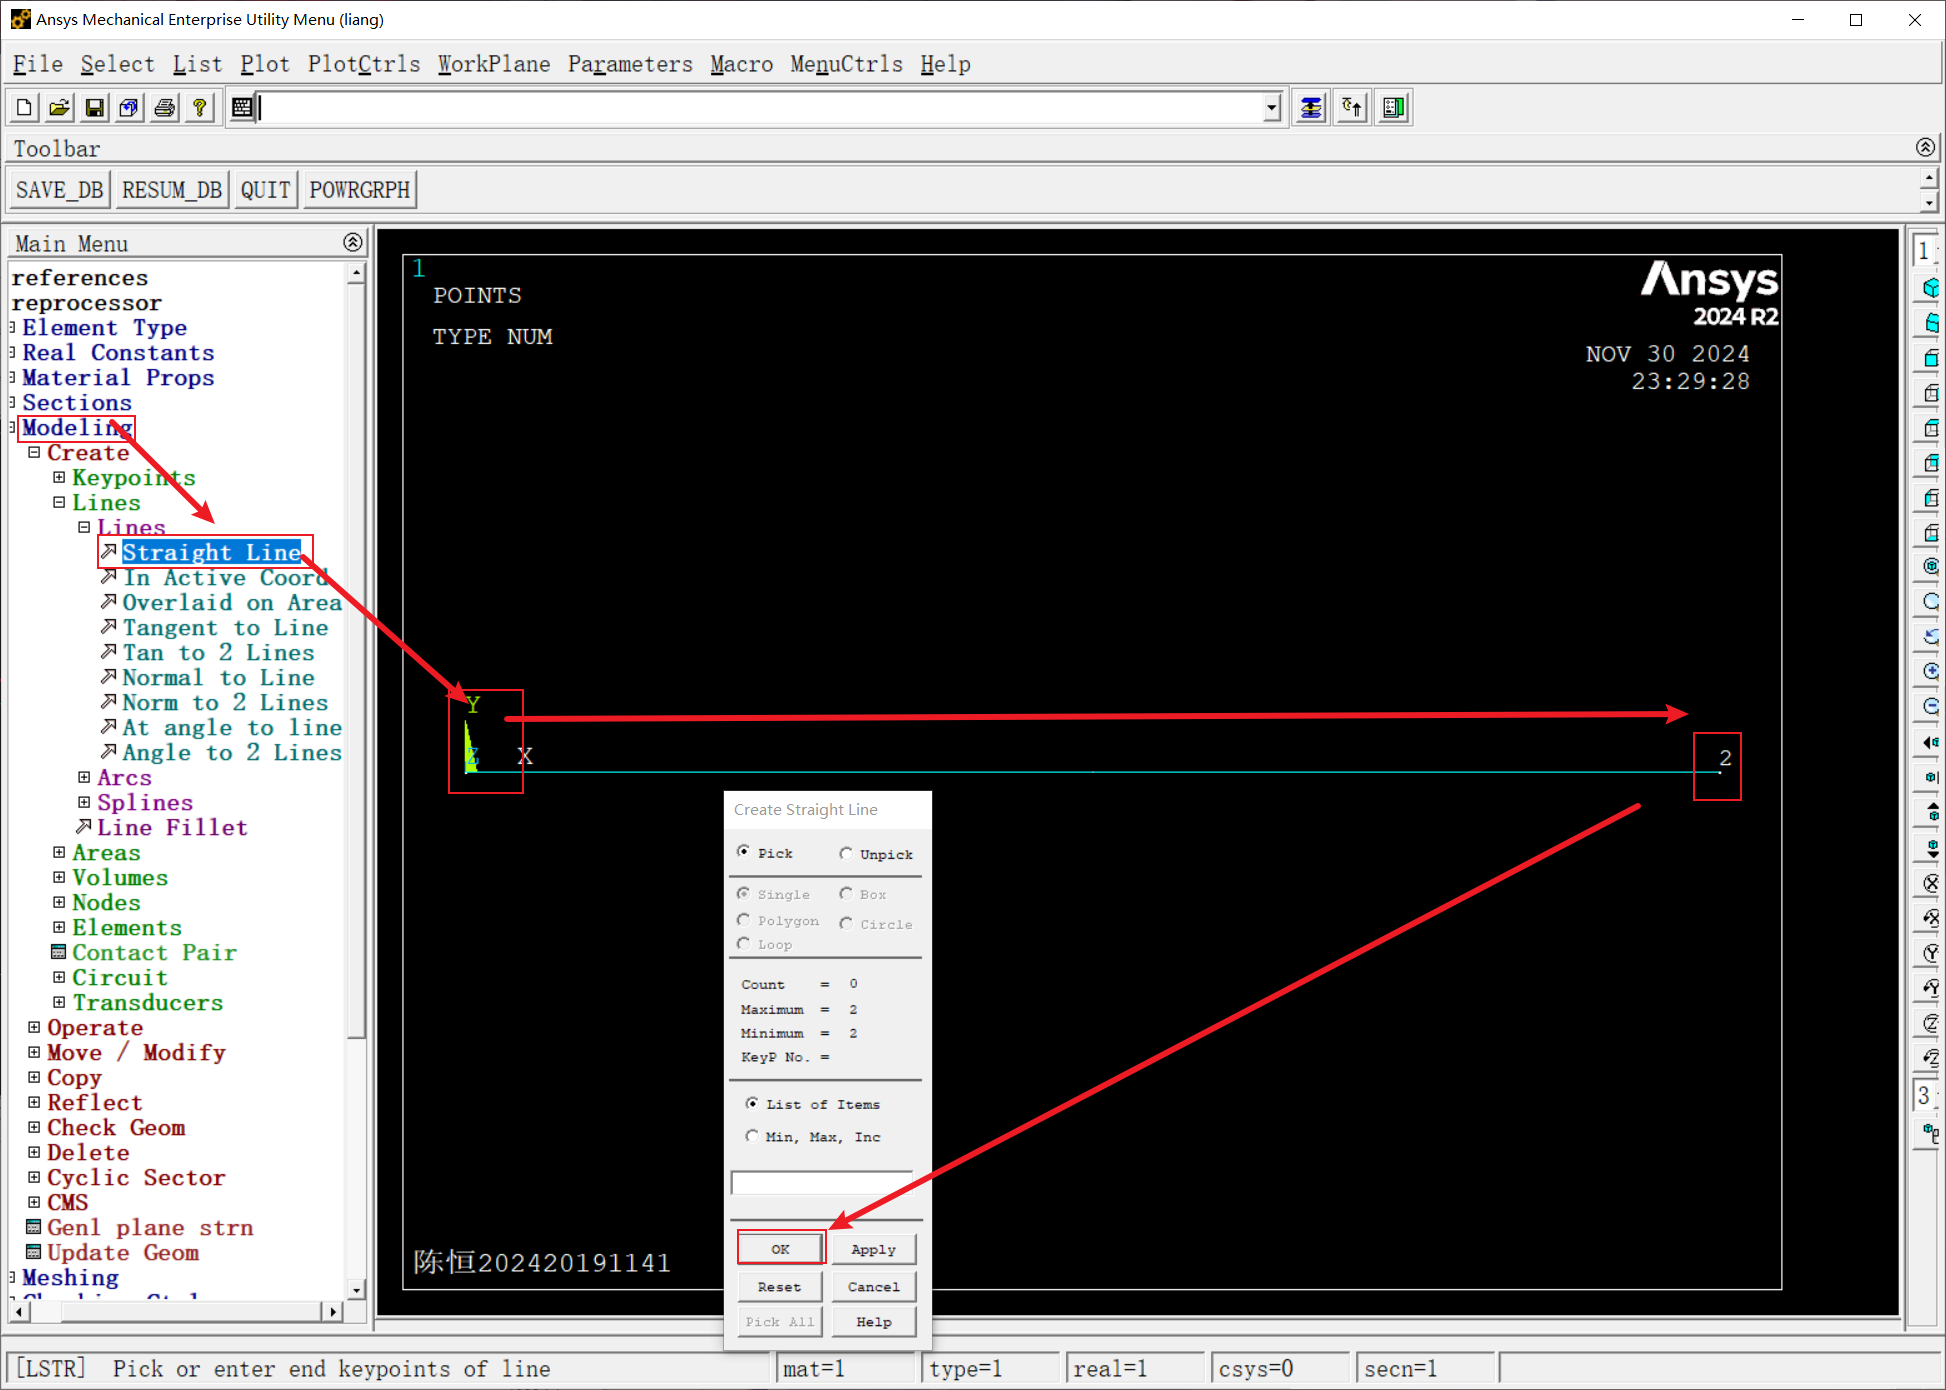 Ansys Mechanical Enterprise Utility Menu (liang)
File Select List Plot PlotCtrls WorkPlane Parameters Macro MenuCtrls Help
Toolbar
SAVE_DB RESUM_DB QUIT POWRGRPH
Main Menu
references
reprocessor
Element Type
Real Constants
Material Props
Sections
Modeling
Create
Keypoints
Lines
Lines
Straight Line
In Active Coord
Overlaid on Area
Tangent to Line
Tan to 2 Lines
Normal to Line
Norm to 2 Lines
At angle to line
Angle to 2 Lines
Arcs
Splines
Line Fillet
Areas
Volumes
Nodes
Elements
Contact Pair
Circuit
Transducers
Operate
Move / Modify
Copy
Reflect
Check Geom
Delete
Cyclic Sector
CMS
Genl plane strn
Update Geom
Meshing
1
POINTS
TYPE NUM
Ansys
2024 R2
NOV 30 2024
23:29:28
Y
Z X
2
陈恒202420191141
Create Straight Line
Pick Unpick
Single Box
Polygon Circle
Loop
Count = 0
Maximum = 2
Minimum = 2
KeyP No. =
List of Items
Min, Max, Inc
OK Apply
Reset Cancel
Pick All Help
1
3
[LSTR] Pick or enter end keypoints of line
mat=1 type=1 real=1 csys=0 secn=1